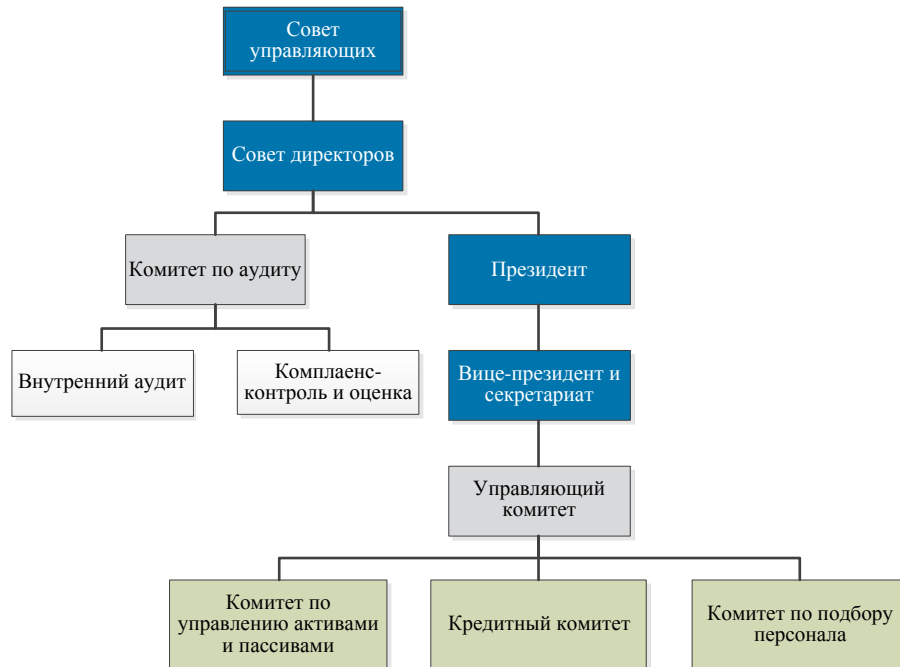 Совет
управляющих
Совет директоров
Комитет по аудиту
Президент
Внутренний аудит
Комплаенс-
контроль и оценка
Вице-президент и
секретариат
Управляющий
комитет
Комитет по
управлению активами
и пассивами
Кредитный комитет
Комитет по подбору
персонала